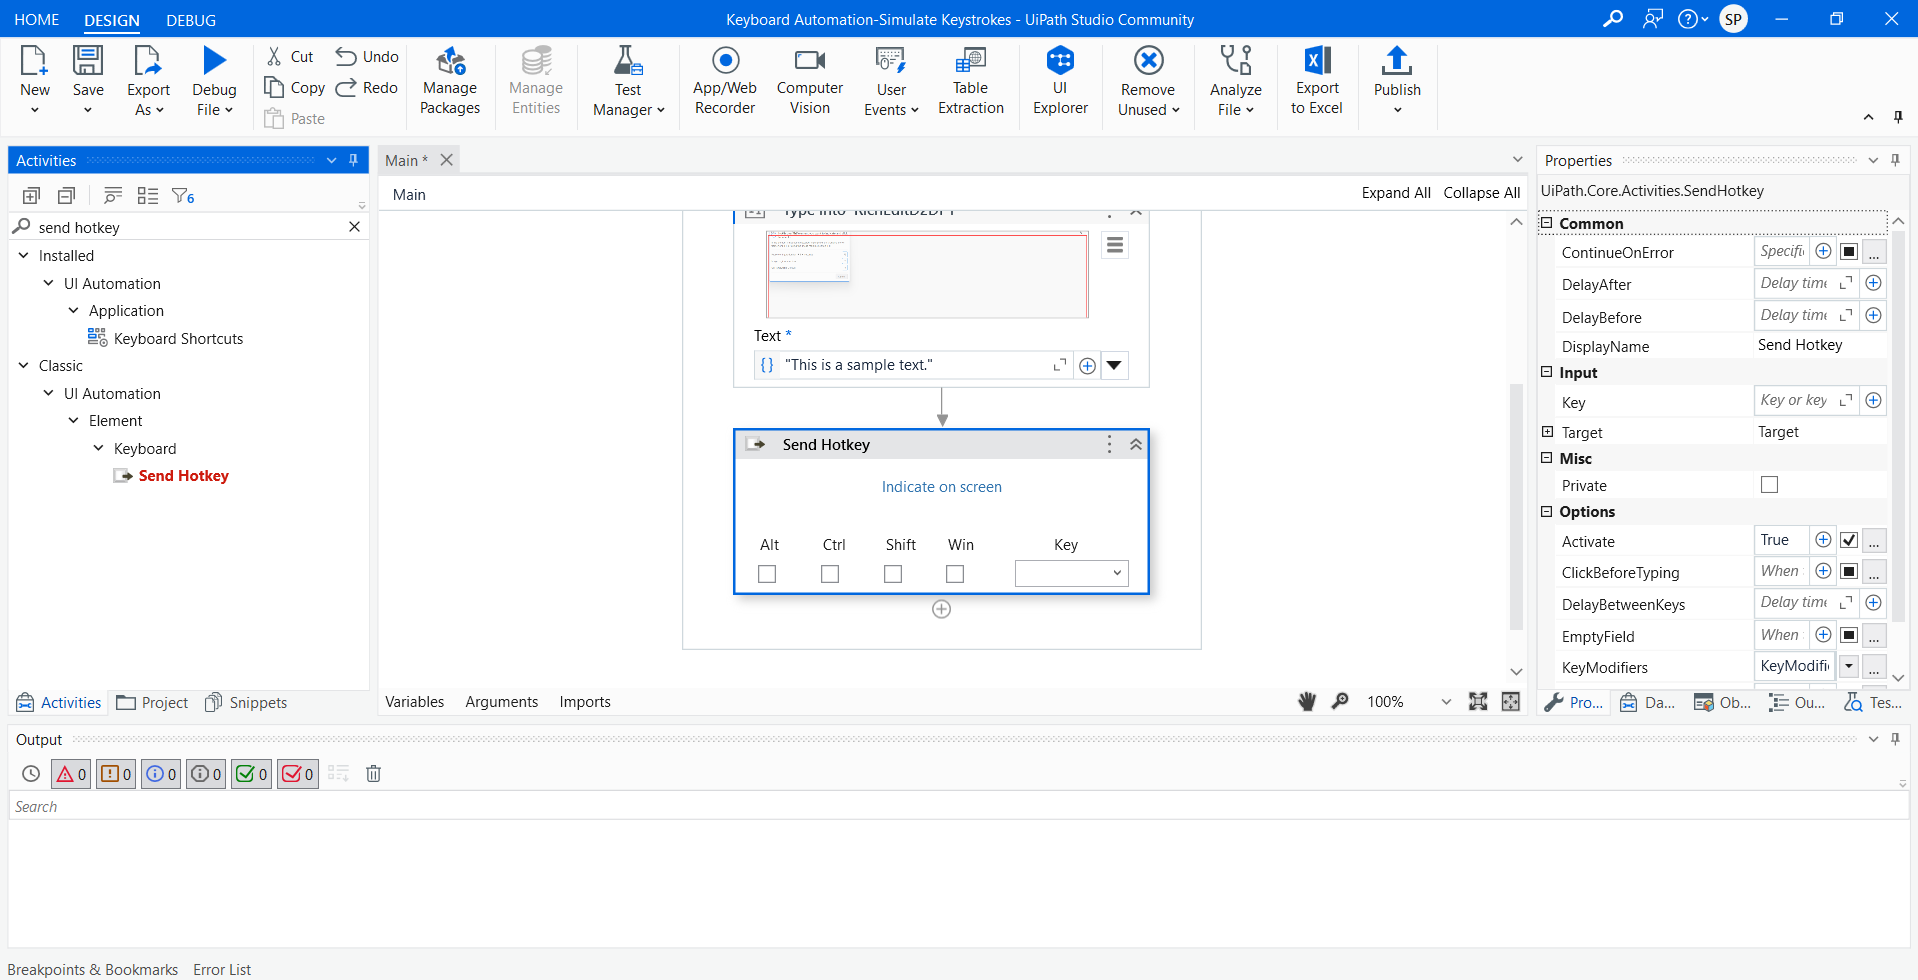 HOME DESIGN DEBUG
Keyboard Automation-Simulate Keystrokes - UiPath Studio Community
SP
New
Save
Export As
Debug File
Cut
Copy
Paste
Undo
Redo
Manage Packages
Manage Entities
Test Manager
App/Web Recorder
Computer Vision
User Events
Table Extraction
UI Explorer
Remove Unused
Analyze File
Export to Excel
Publish
Activities
6
send hotkey
Installed
UI Automation
Application
Keyboard Shortcuts
Classic
UI Automation
Element
Keyboard
Send Hotkey
Activities Project Snippets
Main *
Main
Expand All Collapse All
Type Into
Text *
{} "This is a sample text."
Send Hotkey
Indicate on screen
Alt Ctrl Shift Win Key
Variables Arguments Imports
100%
Properties
UiPath.Core.Activities.SendHotkey
Common
ContinueOnError Specifi ...
DelayAfter Delay time
DelayBefore Delay time
DisplayName Send Hotkey
Input
Key Key or key
Target Target
Misc
Private
Options
Activate True ...
ClickBeforeTyping When ...
DelayBetweenKeys Delay time
EmptyField When ...
KeyModifiers KeyModifi ...
Pro... Da... Ob... Ou... Tes...
Output
0 0 0 0 0 0
Search
Breakpoints & Bookmarks Error List